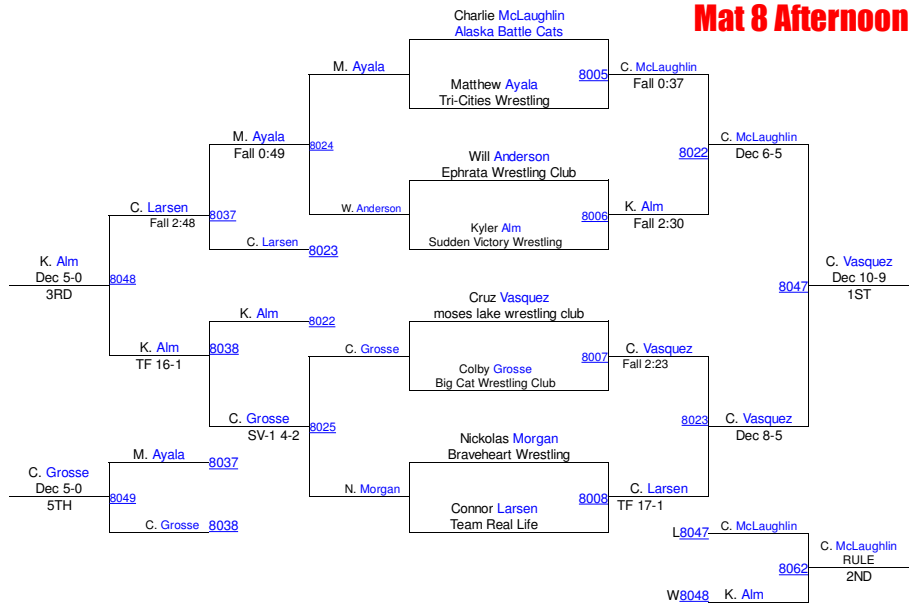 Mat 8 Afternoon
Charlie McLaughlin
Alaska Battle Cats
M. Ayala
8005
C. McLaughlin
Fall 0:37
Matthew Ayala
Tri-Cities Wrestling
M. Ayala
Fall 0:49
8024
C. McLaughlin
Dec 6-5
8022
Will Anderson
Ephrata Wrestling Club
C. Larsen
Fall 2:48
8037
W. Anderson
8006
K. Alm
Fall 2:30
Kyler Alm
Sudden Victory Wrestling
C. Larsen
8023
K. Alm
Dec 5-0
3RD
8048
8047
C. Vasquez
Dec 10-9
1ST
Cruz Vasquez
moses lake wrestling club
K. Alm
8022
K. Alm
TF 16-1
8038
C. Grosse
8007
C. Vasquez
Fall 2:23
Colby Grosse
Big Cat Wrestling Club
C. Grosse
SV-1 4-2
8025
8023
C. Vasquez
Dec 8-5
Nickolas Morgan
Braveheart Wrestling
M. Ayala
8037
C. Grosse
Dec 5-0
5TH
8049
N. Morgan
8008
C. Larsen
TF 17-1
Connor Larsen
Team Real Life
C. Grosse
8038
L8047
C. McLaughlin
8062
C. McLaughlin
RULE
2ND
W8048
K. Alm